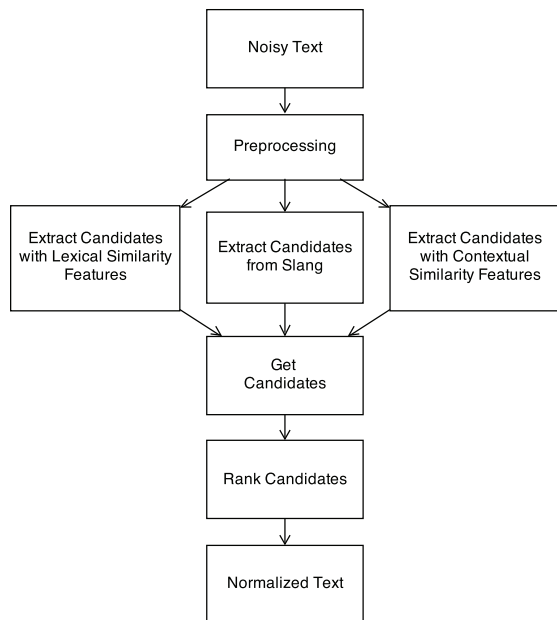 Noisy Text
Preprocessing
Extract Candidates
with Lexical Similarity
Features
Extract Candidates
from Slang
Extract Candidates
with Contextual
Similarity Features
Get
Candidates
Rank Candidates
Normalized Text